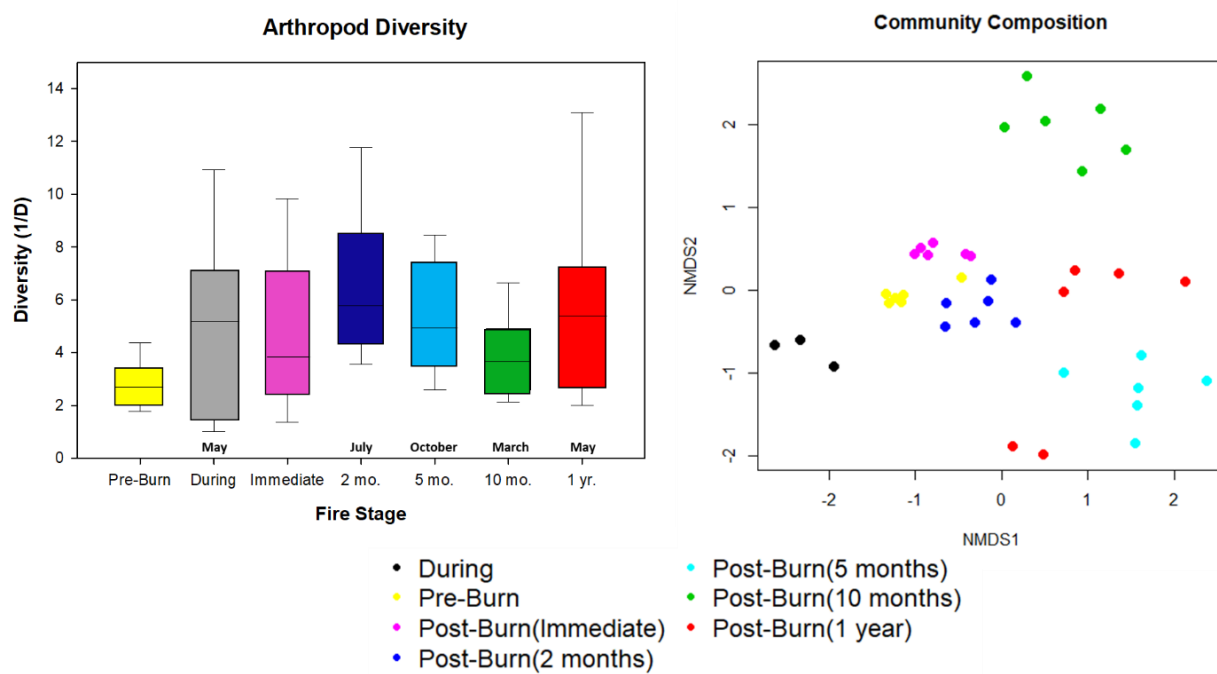 Arthropod Diversity
14
12
10
8
6
4
2
0
Diversity (1/D)
May
July
October
March
May
Pre-Burn
During
Immediate
2 mo.
5 mo.
10 mo.
1 yr.
Fire Stage
Community Composition
2
1
0
-1
-2
NMDS2
-2
-1
0
1
2
NMDS1
During
Pre-Burn
Post-Burn(Immediate)
Post-Burn(2 months)
Post-Burn(5 months)
Post-Burn(10 months)
Post-Burn(1 year)